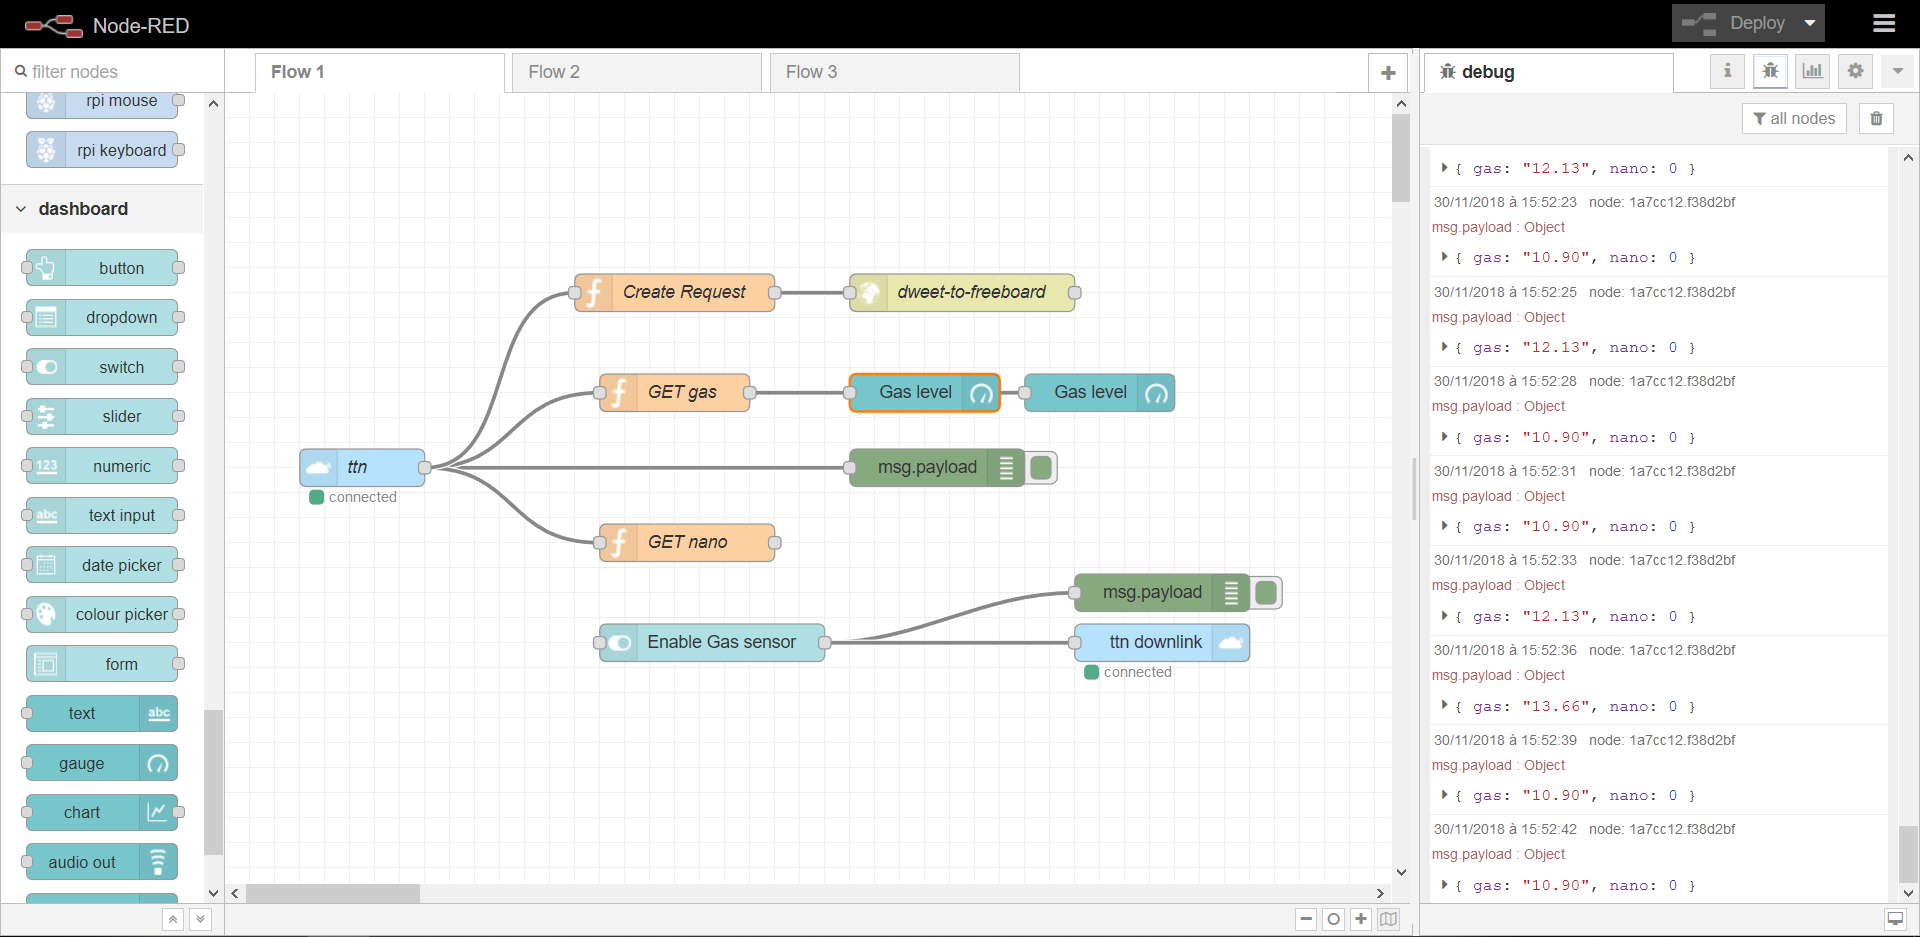 Node-RED
Deploy
filter nodes
rpi mouse
rpi keyboard
dashboard
button
dropdown
switch
slider
123
numeric
abc
text input
date picker
colour picker
form
text
abc
gauge
chart
audio out
Flow 1
Flow 2
Flow 3
Create Request
dweet-to-freeboard
GET gas
Gas level
Gas level
ttn
connected
msg.payload
GET nano
msg.payload
Enable Gas sensor
ttn downlink
connected
debug
all nodes
{ gas: "12.13", nano: 0 }
30/11/2018 à 15:52:23 node: 1a7cc12.f38d2bf
msg.payload : Object
{ gas: "10.90", nano: 0 }
30/11/2018 à 15:52:25 node: 1a7cc12.f38d2bf
msg.payload : Object
{ gas: "12.13", nano: 0 }
30/11/2018 à 15:52:28 node: 1a7cc12.f38d2bf
msg.payload : Object
{ gas: "10.90", nano: 0 }
30/11/2018 à 15:52:31 node: 1a7cc12.f38d2bf
msg.payload : Object
{ gas: "10.90", nano: 0 }
30/11/2018 à 15:52:33 node: 1a7cc12.f38d2bf
msg.payload : Object
{ gas: "12.13", nano: 0 }
30/11/2018 à 15:52:36 node: 1a7cc12.f38d2bf
msg.payload : Object
{ gas: "13.66", nano: 0 }
30/11/2018 à 15:52:39 node: 1a7cc12.f38d2bf
msg.payload : Object
{ gas: "10.90", nano: 0 }
30/11/2018 à 15:52:42 node: 1a7cc12.f38d2bf
msg.payload : Object
{ gas: "10.90", nano: 0 }